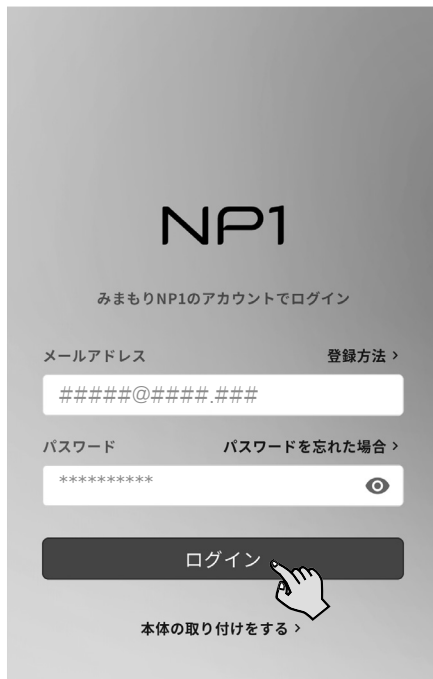 NP1
みまもりNP1のアカウントでログイン
メールアドレス 登録方法 >
#####@####.###
パスワード パスワードを忘れた場合 >
**********
ログイン
本体の取り付けをする >